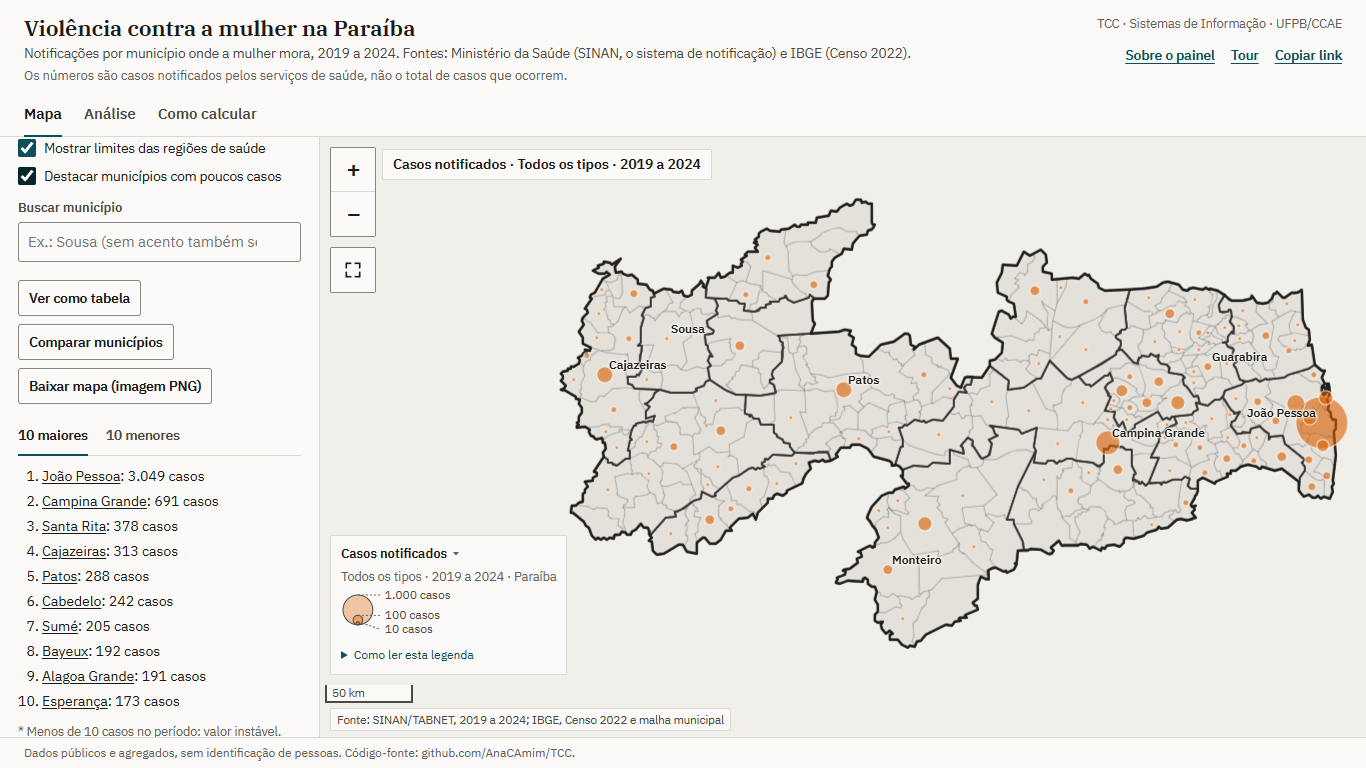 Violência contra a mulher na Paraíba
Notificações por município onde a mulher mora, 2019 a 2024. Fontes: Ministério da Saúde (SINAN, o sistema de notificação) e IBGE (Censo 2022).
Os números são casos notificados pelos serviços de saúde, não o total de casos que ocorrem.
TCC · Sistemas de Informação · UFPB/CCAE
Sobre o painel Tour Copiar link
Mapa Análise Como calcular
Mostrar limites das regiões de saúde
Destacar municípios com poucos casos
Buscar município
Ex.: Sousa (sem acento também se
Ver como tabela
Comparar municípios
Baixar mapa (imagem PNG)
10 maiores 10 menores
1. João Pessoa: 3.049 casos
2. Campina Grande: 691 casos
3. Santa Rita: 378 casos
4. Cajazeiras: 313 casos
5. Patos: 288 casos
6. Cabedelo: 242 casos
7. Sumé: 205 casos
8. Bayeux: 192 casos
9. Alagoa Grande: 191 casos
10. Esperança: 173 casos
* Menos de 10 casos no período: valor instável.
+
−
Casos notificados · Todos os tipos · 2019 a 2024
Sousa
Cajazeiras
Patos
Guarabira
João Pessoa
Campina Grande
Monteiro
Casos notificados
Todos os tipos · 2019 a 2024 · Paraíba
1.000 casos
100 casos
10 casos
Como ler esta legenda
50 km
Fonte: SINAN/TABNET, 2019 a 2024; IBGE, Censo 2022 e malha municipal
Dados públicos e agregados, sem identificação de pessoas. Código-fonte: github.com/AnaCAmim/TCC.